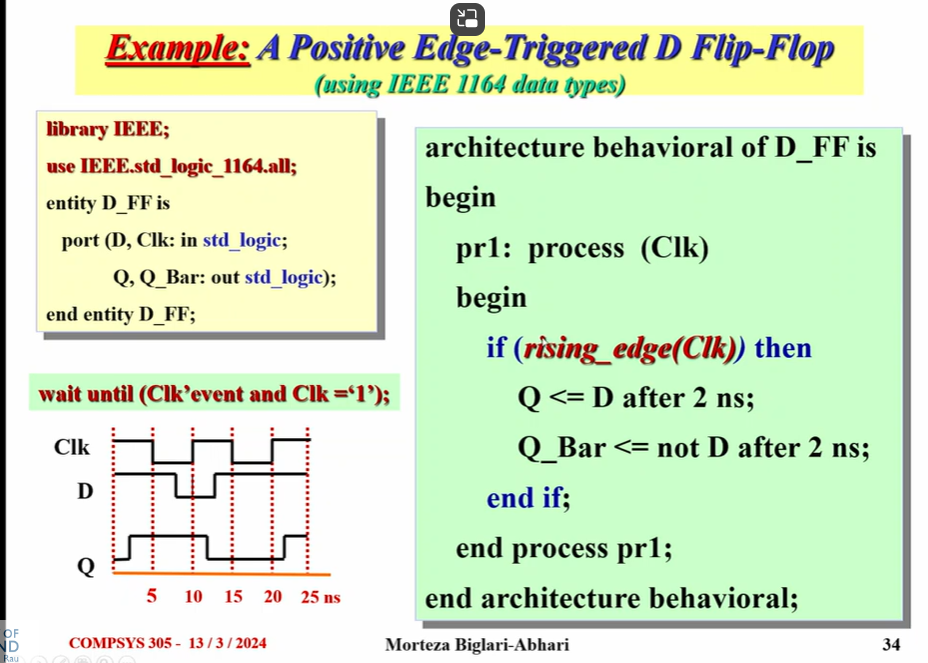 Example: A Positive Edge-Triggered D Flip-Flop
(using IEEE 1164 data types)
library IEEE;
use IEEE.std_logic_1164.all;
entity D_FF is
port (D, Clk: in std_logic;
Q, Q_Bar: out std_logic);
end entity D_FF;
wait until (Clk’event and Clk =‘1’);
Clk
D
Q
5 10 15 20 25 ns
architecture behavioral of D_FF is
begin
pr1: process (Clk)
begin
if (rising_edge(Clk)) then
Q <= D after 2 ns;
Q_Bar <= not D after 2 ns;
end if;
end process pr1;
end architecture behavioral;
OF
ND
Rau
COMPSYS 305 - 13 / 3 / 2024
Morteza Biglari-Abhari
34